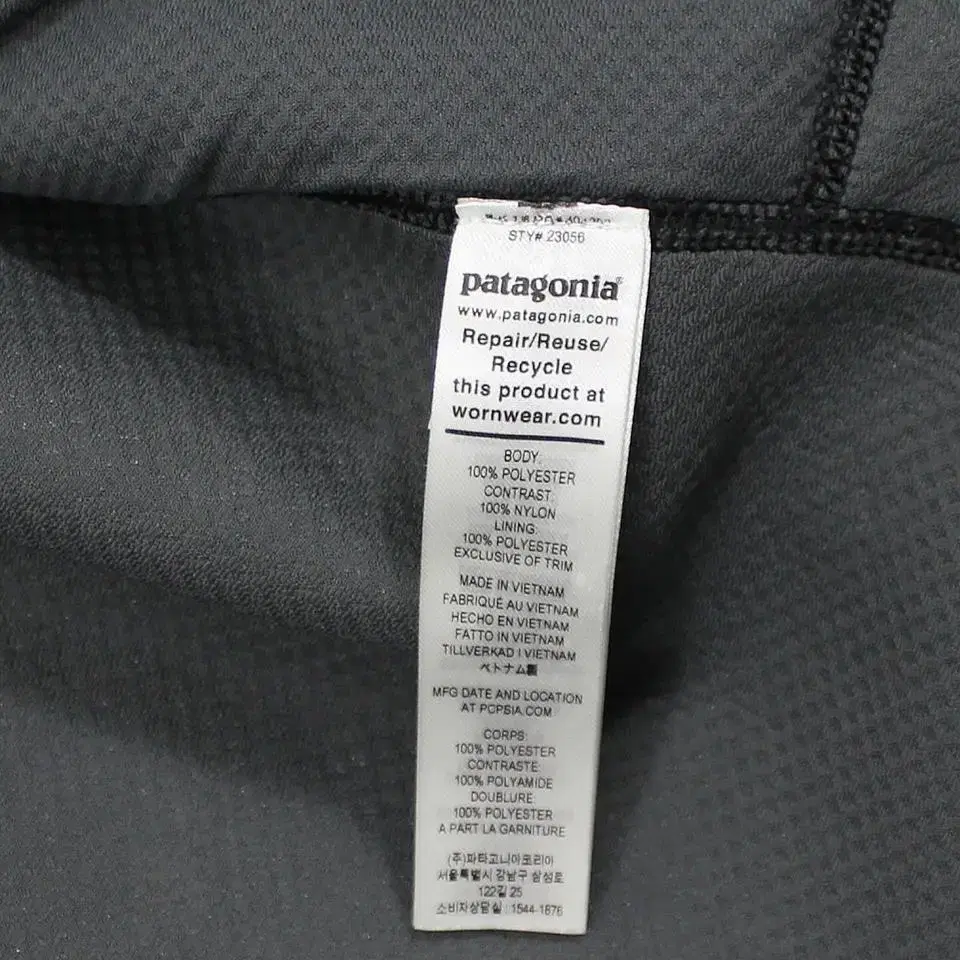 STY# 23056
patagonia®
www.patagonia.com
Repair/Reuse/
Recycle
this product at
wornwear.com
BODY:
100% POLYESTER
CONTRAST:
100% NYLON
LINING:
100% POLYESTER
EXCLUSIVE OF TRIM
MADE IN VIETNAM
FABRIQUÉ AU VIETNAM
HECHO EN VIETNAM
FATTO IN VIETNAM
TILLVERKAD I VIETNAM
ベトナム製
MFG DATE AND LOCATION
AT PCPSIA.COM
CORPS:
100% POLYESTER
CONTRASTE:
100% POLYAMIDE
DOUBLURE:
100% POLYESTER
A PART LA GARNITURE
(주)파타고니아코리아
서울특별시 강남구 삼성로
122길 25
소비자상담실 : 1544-1876